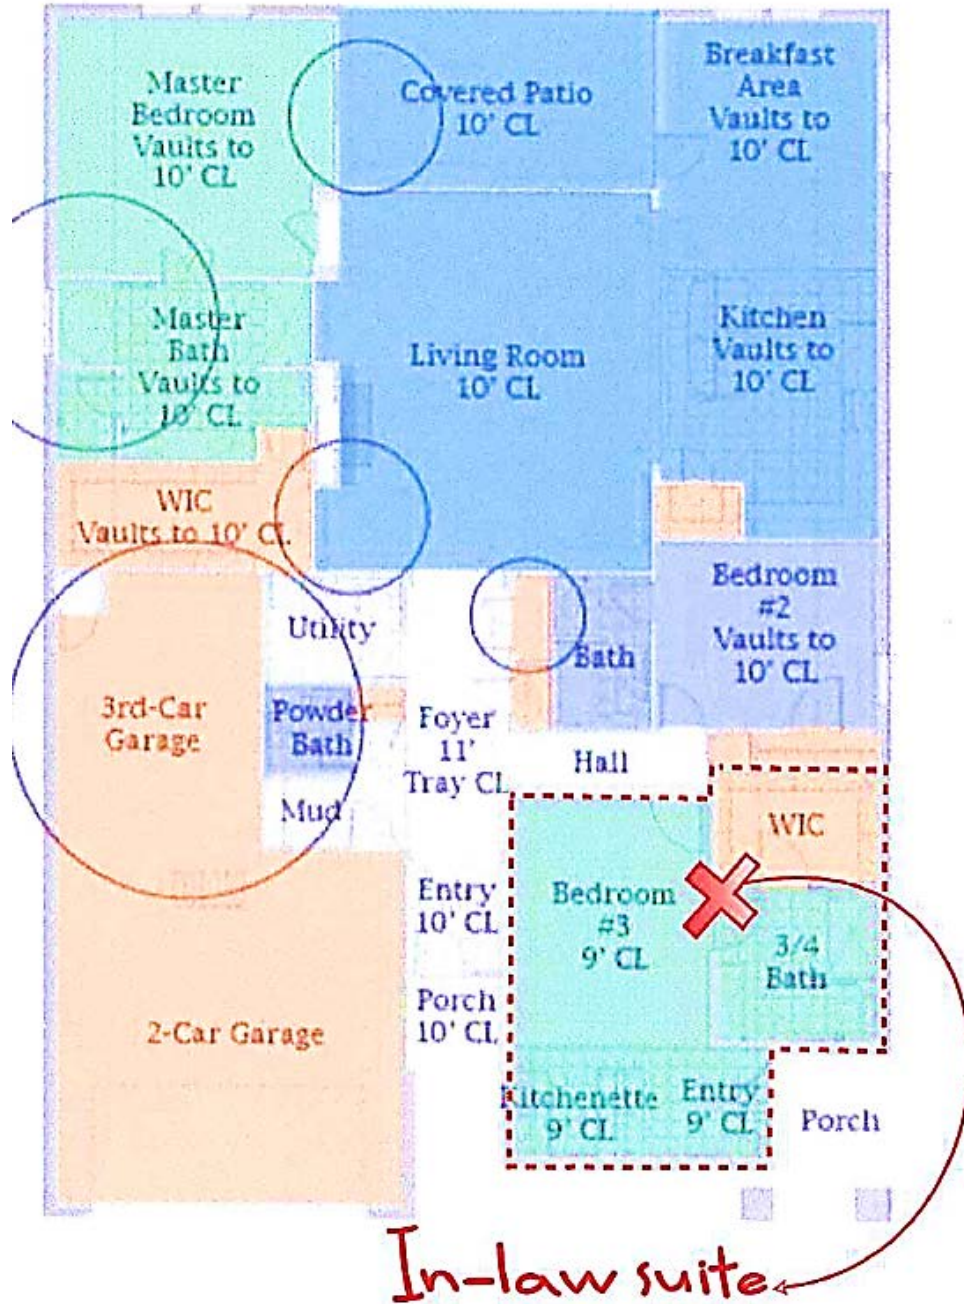 Master
Bedroom
Vaults to
10' CL
Covered Patio
10' CL
Breakfast
Area
Vaults to
10' CL
Master
Bath
Vaults to
10' CL
Living Room
10' CL
Kitchen
Vaults to
10' CL
WIC
Vaults to 10' CL
Utility
Bath
Bedroom
#2
Vaults to
10' CL
3rd-Car
Garage
Powder
Bath
Foyer
11'
Tray CL
Hall
Mud
WIC
Entry
10' CL
Bedroom
#3
9' CL
3/4
Bath
Porch
10' CL
2-Car Garage
Kitchenette
9' CL
Entry
9' CL
Porch
In-law suite